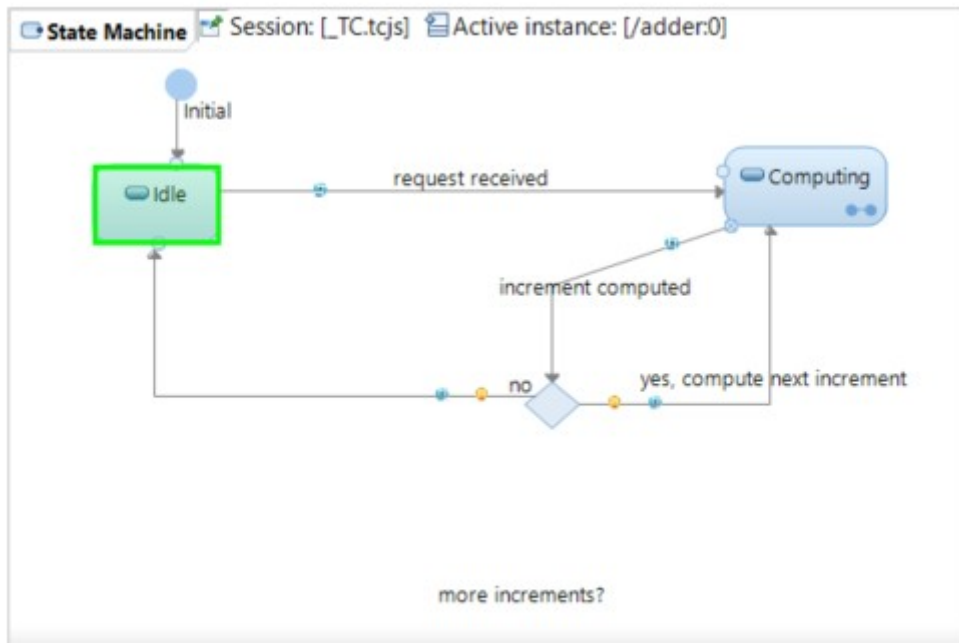 State Machine Session: [_TC.tcjs] Active instance: [/adder:0]
Initial
Idle
request received
Computing
increment computed
no
yes, compute next increment
more increments?